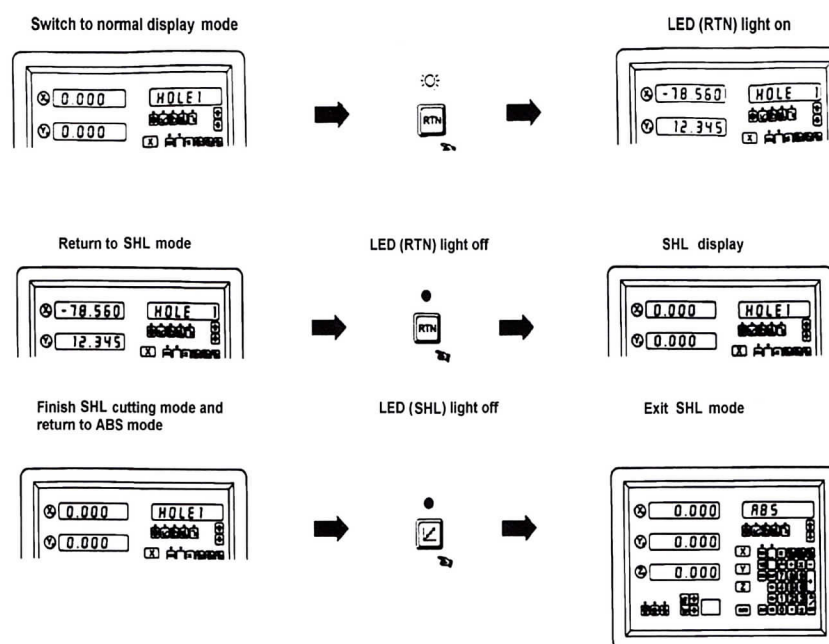 Switch to normal display mode
LED (RTN) light on
X 0.000 HOLE1
Y 0.000
X
RTN
X -78 560 HOLE 1
Y 12.345
X
Return to SHL mode
LED (RTN) light off
SHL display
X -78.560 HOLE 1
Y 12.345
X
RTN
X 0.000 HOLE1
Y 0.000
X
Finish SHL cutting mode and
return to ABS mode
LED (SHL) light off
Exit SHL mode
X 0.000 HOLE1
Y 0.000
X
X 0.000 ABS
Y 0.000
Z 0.000
X
Y
Z